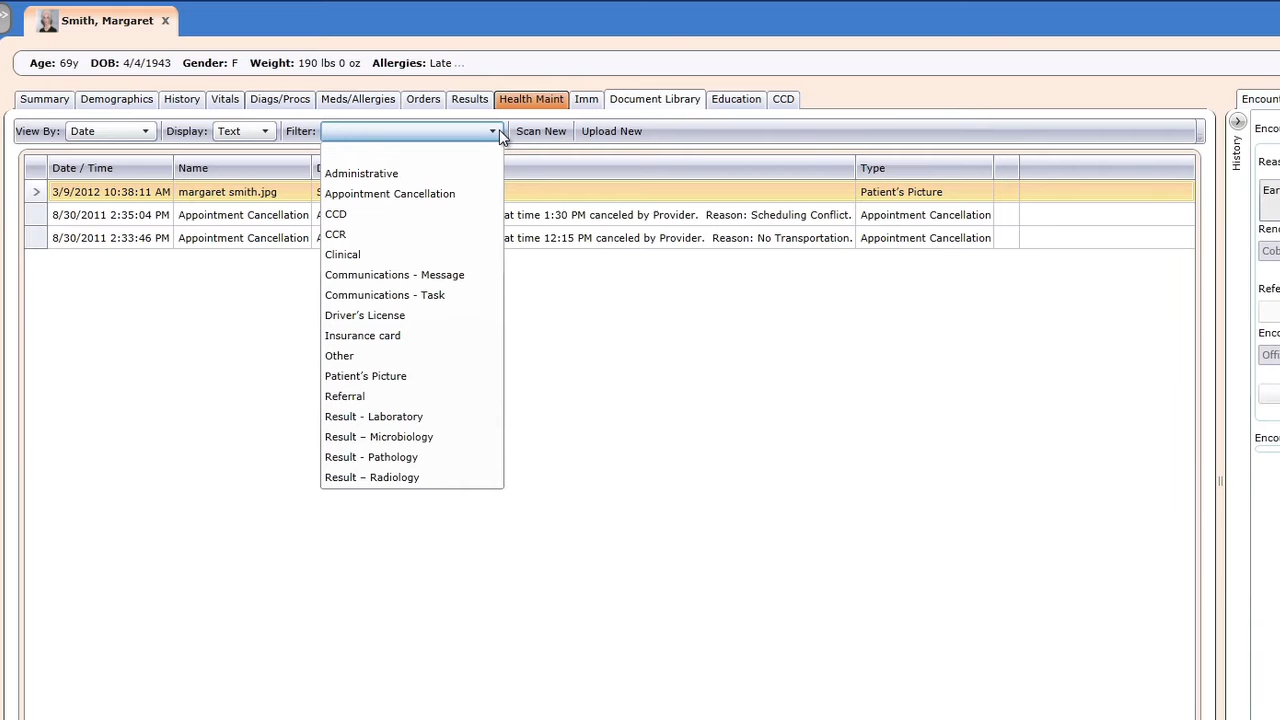 Smith, Margaret x
Age: 69y DOB: 4/4/1943 Gender: F Weight: 190 lbs 0 oz Allergies: Late ...
Summary Demographics History Vitals Diags/Procs Meds/Allergies Orders Results Health Maint Imm Document Library Education CCD
View By: Date Display: Text Filter: Scan New Upload New
Date / Time Name D Type
3/9/2012 10:38:11 AM margaret smith.jpg Patient's Picture
8/30/2011 2:35:04 PM Appointment Cancellation at time 1:30 PM canceled by Provider. Reason: Scheduling Conflict. Appointment Cancellation
8/30/2011 2:33:46 PM Appointment Cancellation at time 12:15 PM canceled by Provider. Reason: No Transportation. Appointment Cancellation
Administrative
Appointment Cancellation
CCD
CCR
Clinical
Communications - Message
Communications - Task
Driver's License
Insurance card
Other
Patient's Picture
Referral
Result - Laboratory
Result – Microbiology
Result - Pathology
Result – Radiology
History
Encount
Encou
Reas
Ear
Rend
Cob
Refe
Enco
Offi
Enco